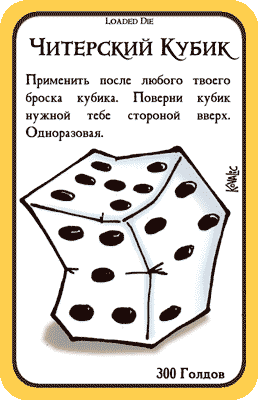 Loaded Die
Читерский Кубик
Применить после любого твоего
броска кубика. Поверни кубик
нужной тебе стороной вверх.
Одноразовая.
Kovalic
300 Голдов